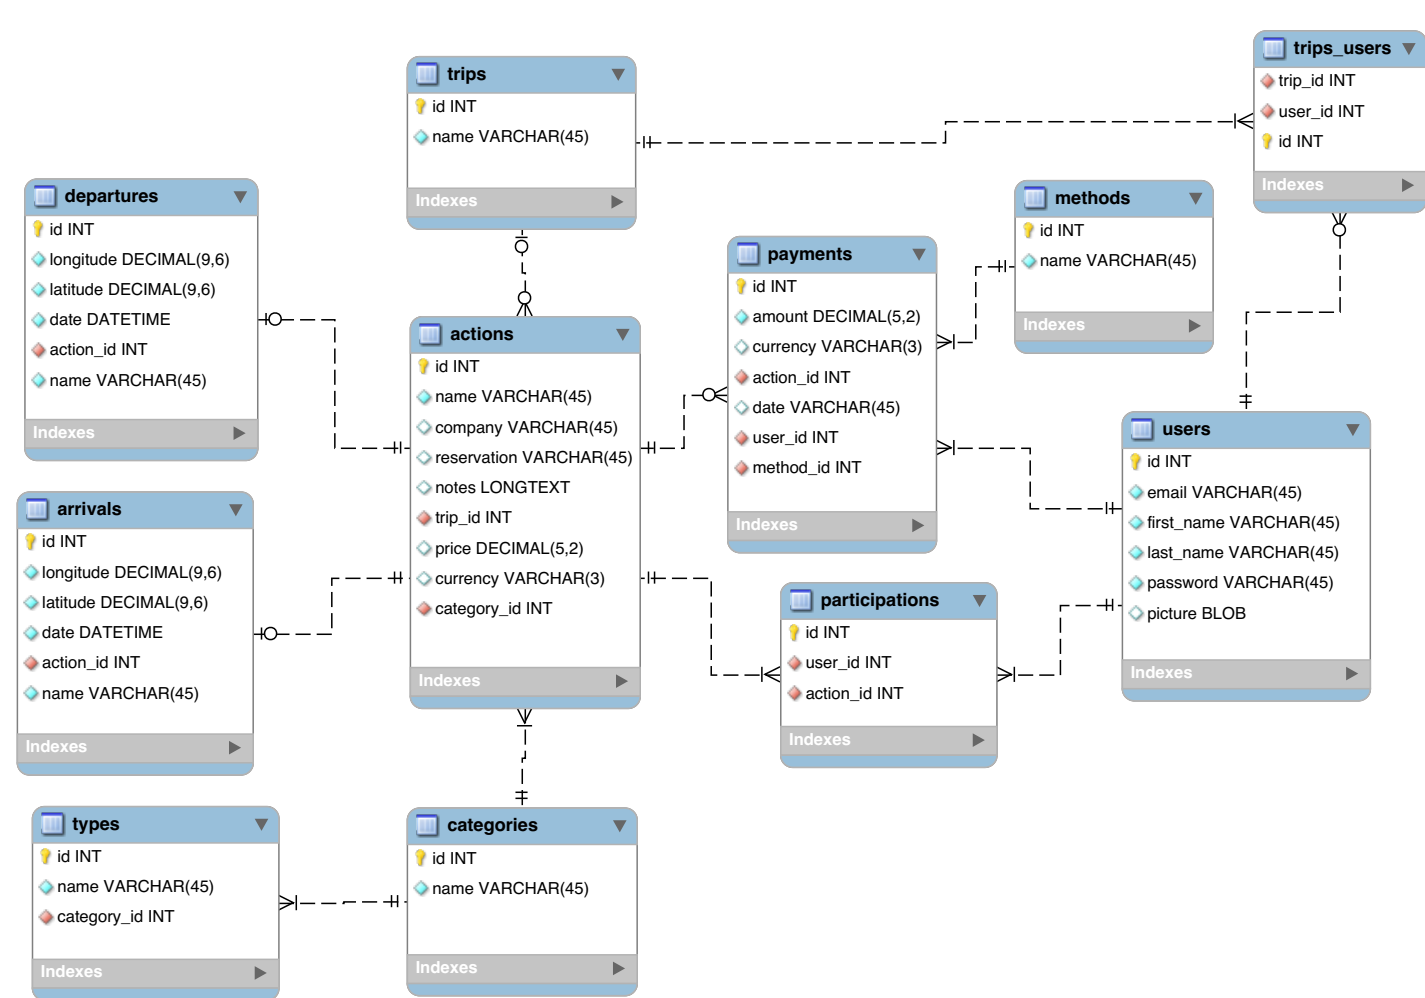 trips
id INT
name VARCHAR(45)
Indexes
trips_users
trip_id INT
user_id INT
id INT
Indexes
departures
id INT
longitude DECIMAL(9,6)
latitude DECIMAL(9,6)
date DATETIME
action_id INT
name VARCHAR(45)
Indexes
methods
id INT
name VARCHAR(45)
Indexes
payments
id INT
amount DECIMAL(5,2)
currency VARCHAR(3)
action_id INT
date VARCHAR(45)
user_id INT
method_id INT
Indexes
actions
id INT
name VARCHAR(45)
company VARCHAR(45)
reservation VARCHAR(45)
notes LONGTEXT
trip_id INT
price DECIMAL(5,2)
currency VARCHAR(3)
category_id INT
Indexes
users
id INT
email VARCHAR(45)
first_name VARCHAR(45)
last_name VARCHAR(45)
password VARCHAR(45)
picture BLOB
Indexes
arrivals
id INT
longitude DECIMAL(9,6)
latitude DECIMAL(9,6)
date DATETIME
action_id INT
name VARCHAR(45)
Indexes
participations
id INT
user_id INT
action_id INT
Indexes
types
id INT
name VARCHAR(45)
category_id INT
Indexes
categories
id INT
name VARCHAR(45)
Indexes